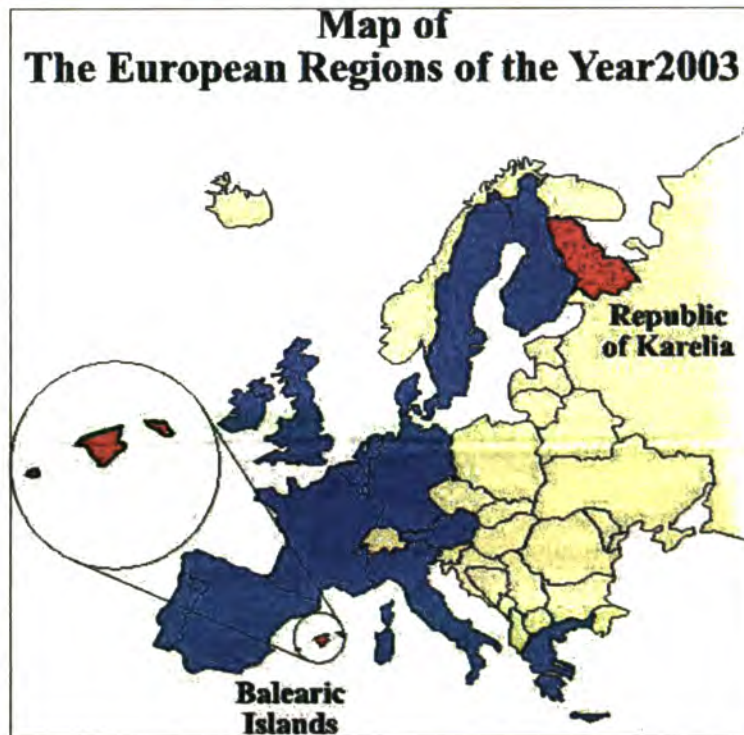 Map of
The European Regions of the Year2003
Republic
of Karelia
Balearic
Islands